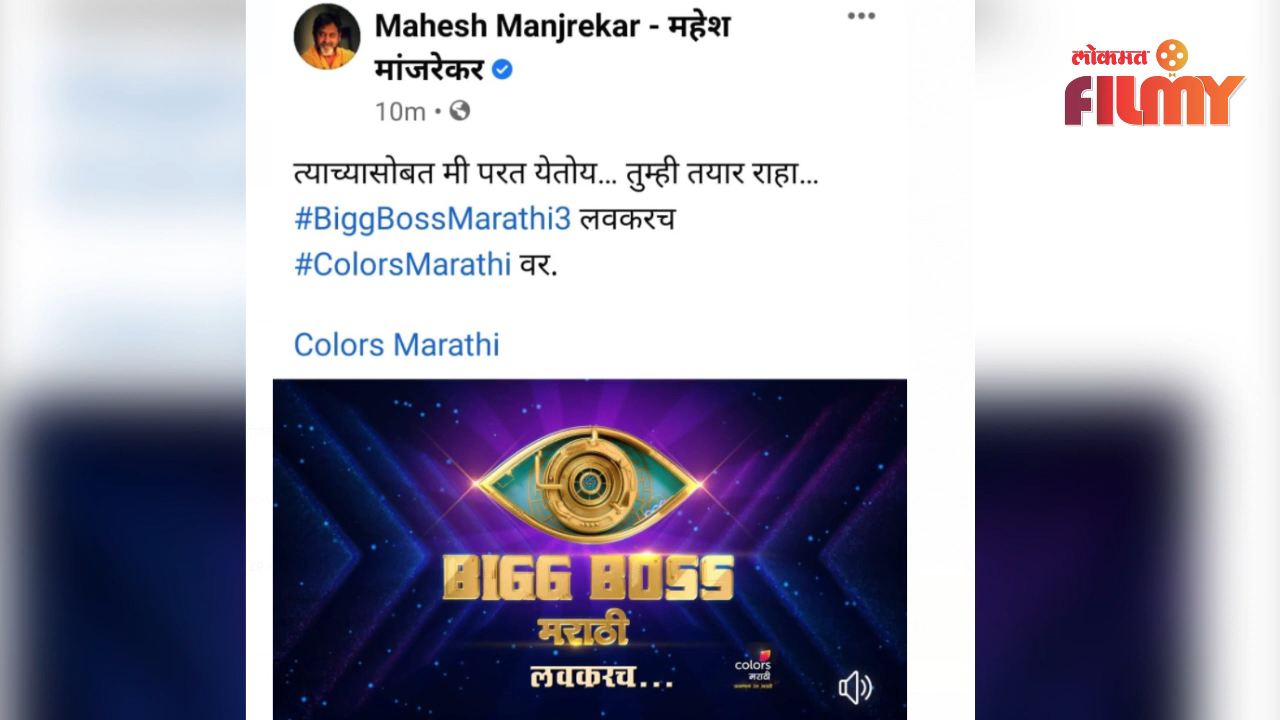 Mahesh Manjrekar - महेश
मांजरेकर
10m
त्याच्यासोबत मी परत येतोय... तुम्ही तयार राहा...
#BiggBossMarathi3 लवकरच
#ColorsMarathi वर.
Colors Marathi
BIGG BOSS
मराठी
लवकरच...
colors
मराठी
लोकमत
FILMY